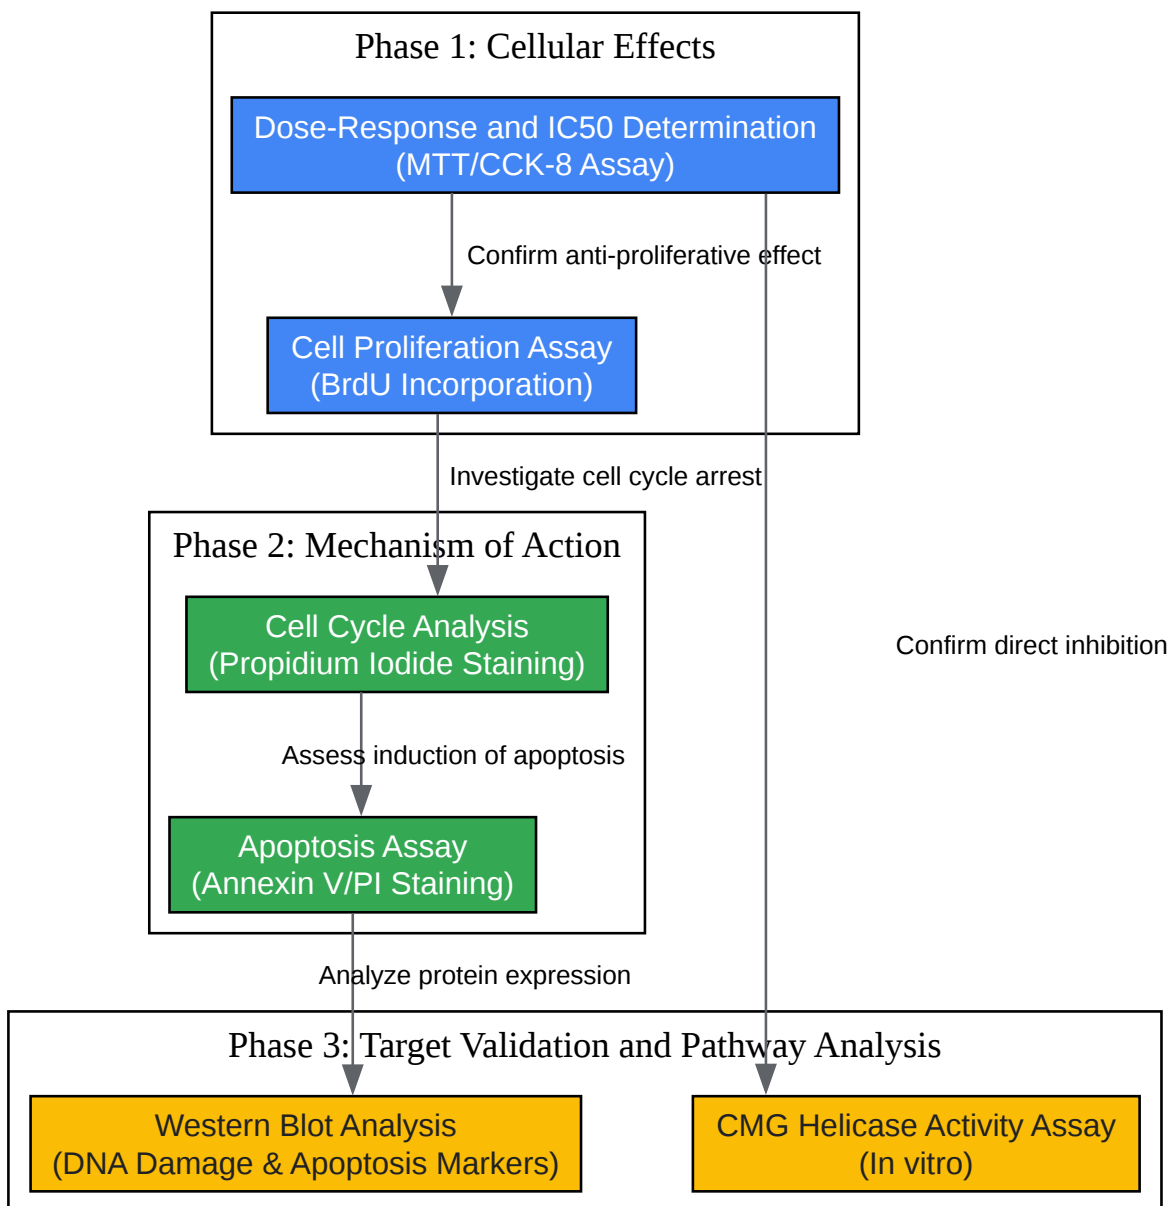 Phase 1: Cellular Effects
Dose-Response and IC50 Determination
(MTT/CCK-8 Assay)
Confirm anti-proliferative effect
Cell Proliferation Assay
(BrdU Incorporation)
Investigate cell cycle arrest
Phase 2: Mechanism of Action
Cell Cycle Analysis
(Propidium Iodide Staining)
Confirm direct inhibition
Assess induction of apoptosis
Apoptosis Assay
(Annexin V/PI Staining)
Analyze protein expression
Phase 3: Target Validation and Pathway Analysis
Western Blot Analysis
(DNA Damage & Apoptosis Markers)
CMG Helicase Activity Assay
(In vitro)